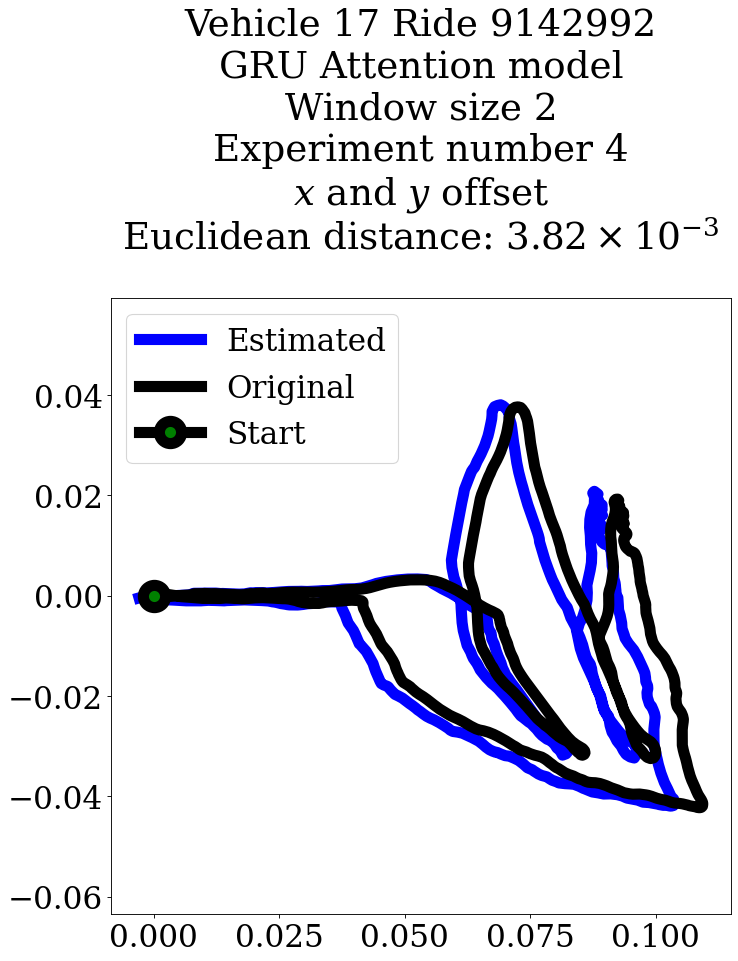 Vehicle 17 Ride 9142992
GRU Attention model
Window size 2
Experiment number 4
x and y offset
Euclidean distance: 3.82 × 10⁻³
Estimated
Original
Start
0.04
0.02
0.00
−0.02
−0.04
−0.06
0.000 0.025 0.050 0.075 0.100